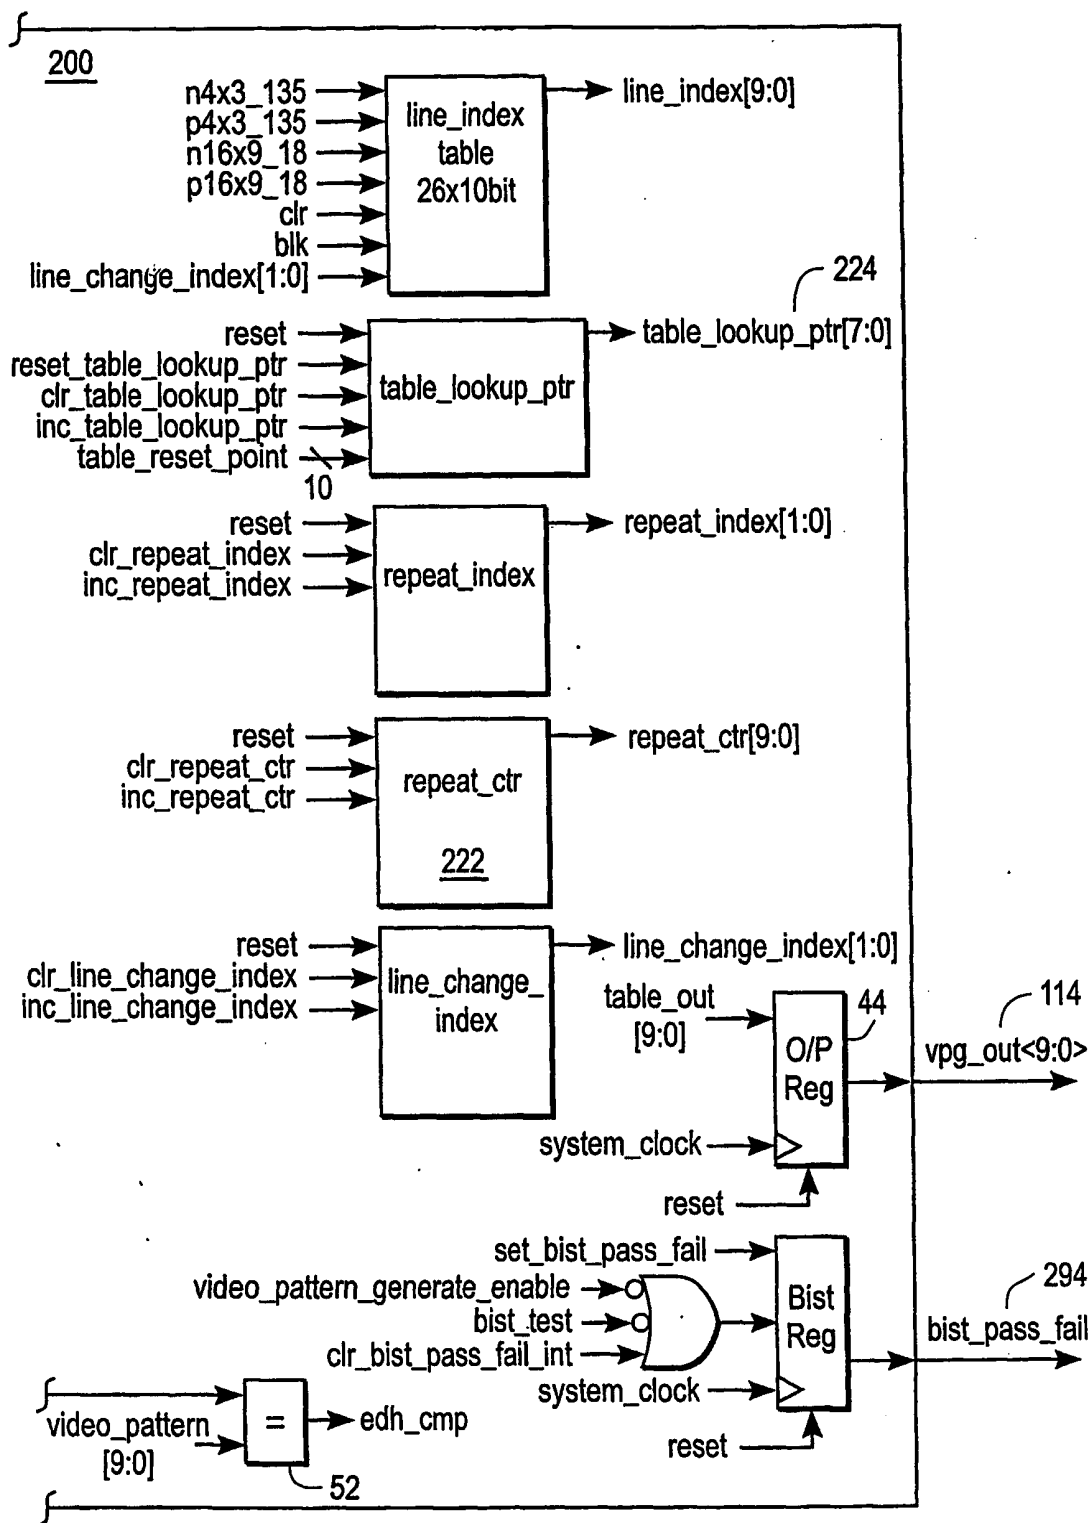 200
n4x3_135
p4x3_135
n16x9_18
p16x9_18
clr
blk
line_change_index[1:0]
line_index
table
26x10bit
line_index[9:0]
224
reset
reset_table_lookup_ptr
clr_table_lookup_ptr
inc_table_lookup_ptr
table_reset_point
10
table_lookup_ptr
table_lookup_ptr[7:0]
reset
clr_repeat_index
inc_repeat_index
repeat_index
repeat_index[1:0]
reset
clr_repeat_ctr
inc_repeat_ctr
repeat_ctr
222
repeat_ctr[9:0]
reset
clr_line_change_index
inc_line_change_index
line_change_
index
line_change_index[1:0]
table_out
[9:0]
system_clock
reset
O/P
Reg
44
114
vpg_out<9:0>
set_bist_pass_fail
video_pattern_generate_enable
bist_test
clr_bist_pass_fail_int
system_clock
reset
Bist
Reg
294
bist_pass_fail
video_pattern
[9:0]
=
edh_cmp
52